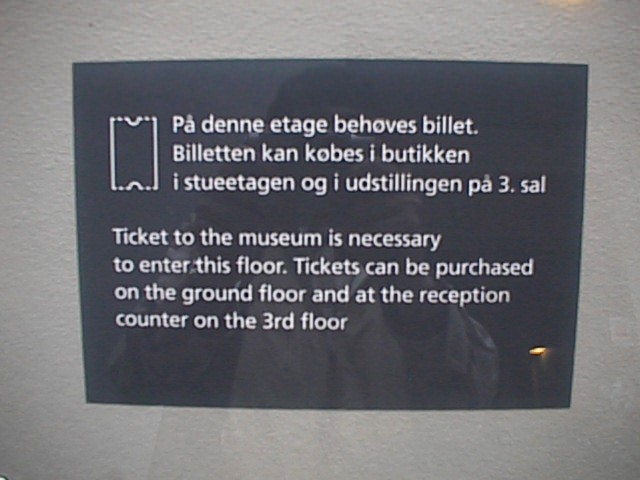 På denne etage behøves billet.
Billetten kan købes i butikken
i stueetagen og i udstillingen på 3. sal
Ticket to the museum is necessary
to enter this floor. Tickets can be purchased
on the ground floor and at the reception
counter on the 3rd floor